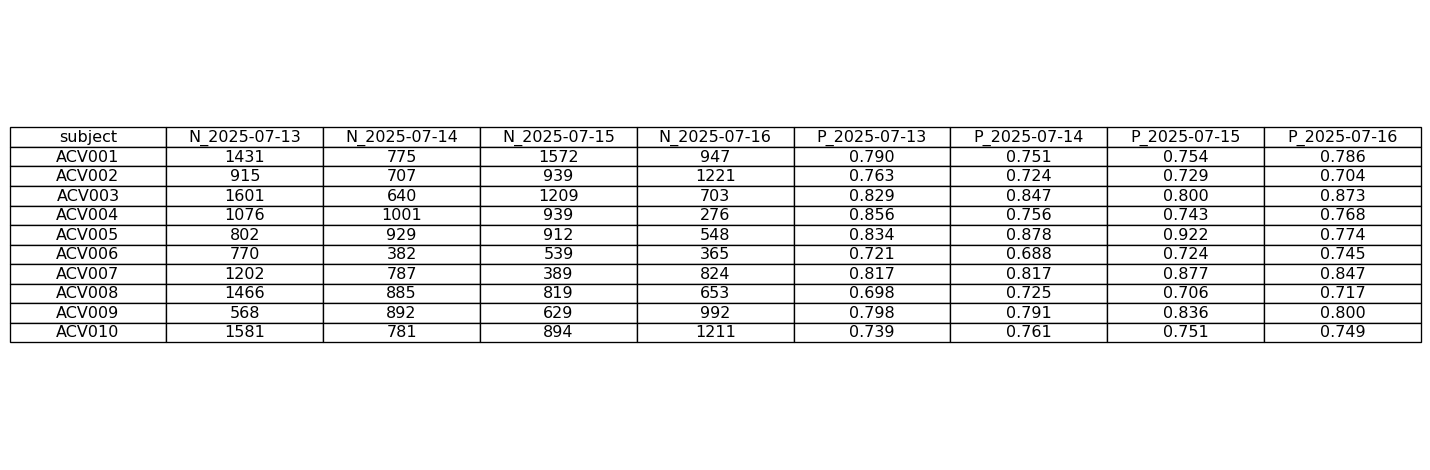 subject N_2025-07-13 N_2025-07-14 N_2025-07-15 N_2025-07-16 P_2025-07-13 P_2025-07-14 P_2025-07-15 P_2025-07-16
ACV001 1431 775 1572 947 0.790 0.751 0.754 0.786
ACV002 915 707 939 1221 0.763 0.724 0.729 0.704
ACV003 1601 640 1209 703 0.829 0.847 0.800 0.873
ACV004 1076 1001 939 276 0.856 0.756 0.743 0.768
ACV005 802 929 912 548 0.834 0.878 0.922 0.774
ACV006 770 382 539 365 0.721 0.688 0.724 0.745
ACV007 1202 787 389 824 0.817 0.817 0.877 0.847
ACV008 1466 885 819 653 0.698 0.725 0.706 0.717
ACV009 568 892 629 992 0.798 0.791 0.836 0.800
ACV010 1581 781 894 1211 0.739 0.761 0.751 0.749